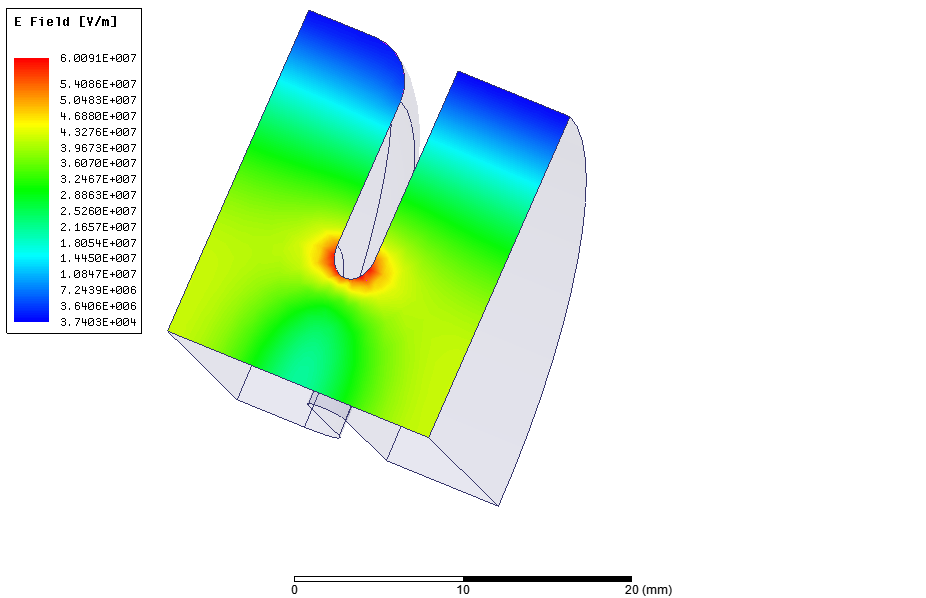 E Field [V/m]
6.0091E+007
5.4086E+007
5.0483E+007
4.6880E+007
4.3276E+007
3.9673E+007
3.6070E+007
3.2467E+007
2.8863E+007
2.5260E+007
2.1657E+007
1.8054E+007
1.4450E+007
1.0847E+007
7.2439E+006
3.6406E+006
3.7403E+004
0 10 20 (mm)